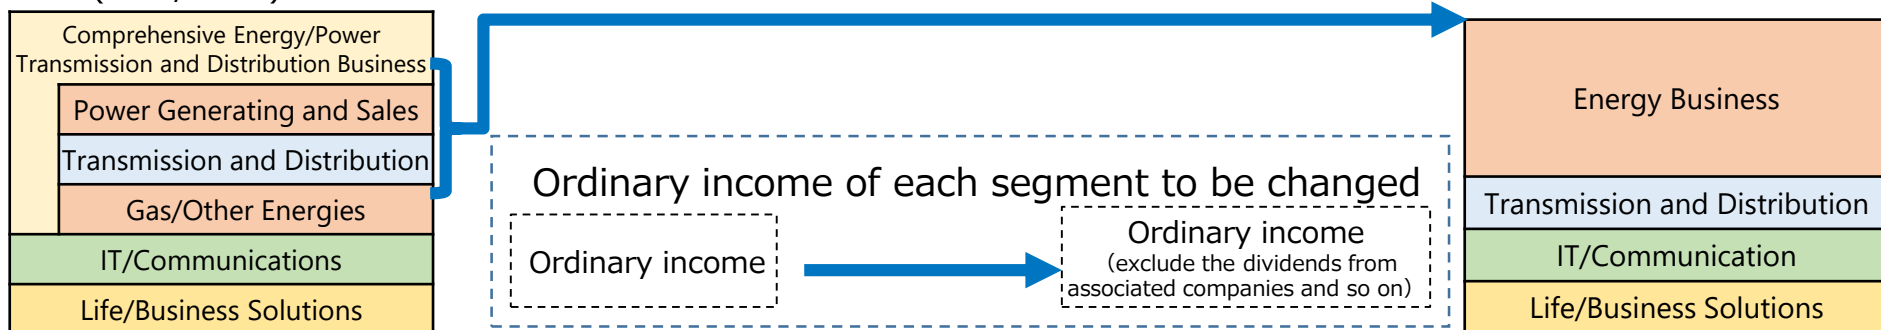 Comprehensive Energy/Power
Transmission and Distribution Business
Power Generating and Sales
Transmission and Distribution
Gas/Other Energies
IT/Communications
Life/Business Solutions
Ordinary income of each segment to be changed
Ordinary income
Ordinary income
(exclude the dividends from
associated companies and so on)
Energy Business
Transmission and Distribution
IT/Communication
Life/Business Solutions